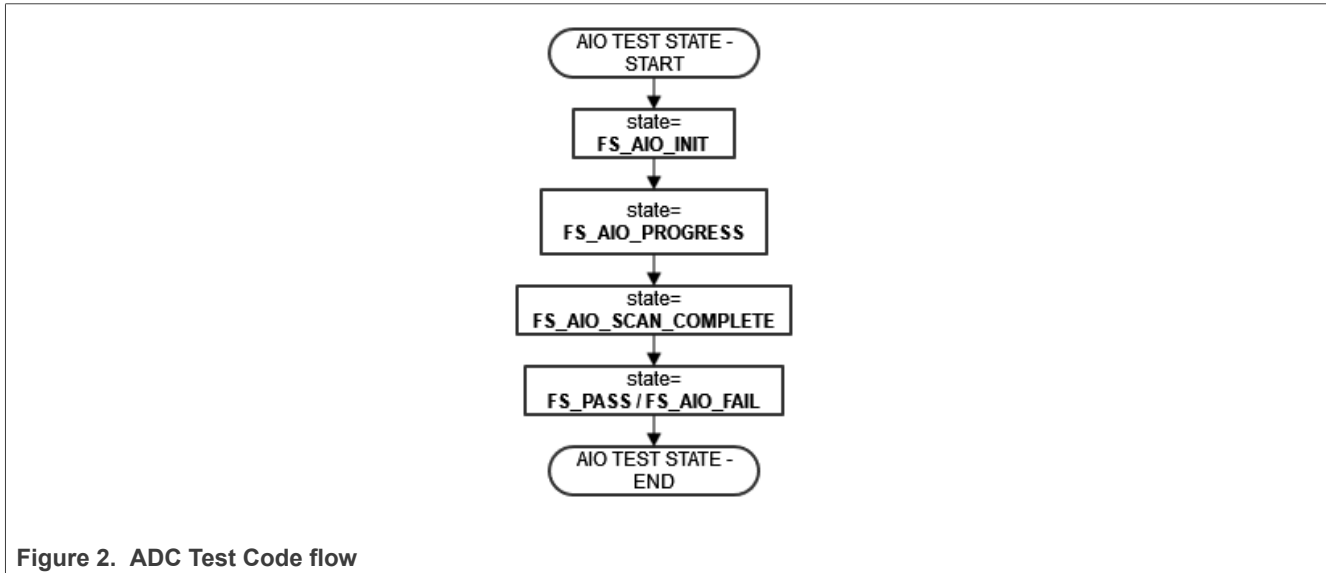 AIO TEST STATE -
START
state=
FS_AIO_INIT
state=
FS_AIO_PROGRESS
state=
FS_AIO_SCAN_COMPLETE
state=
FS_PASS / FS_AIO_FAIL
AIO TEST STATE -
END
Figure 2. ADC Test Code flow